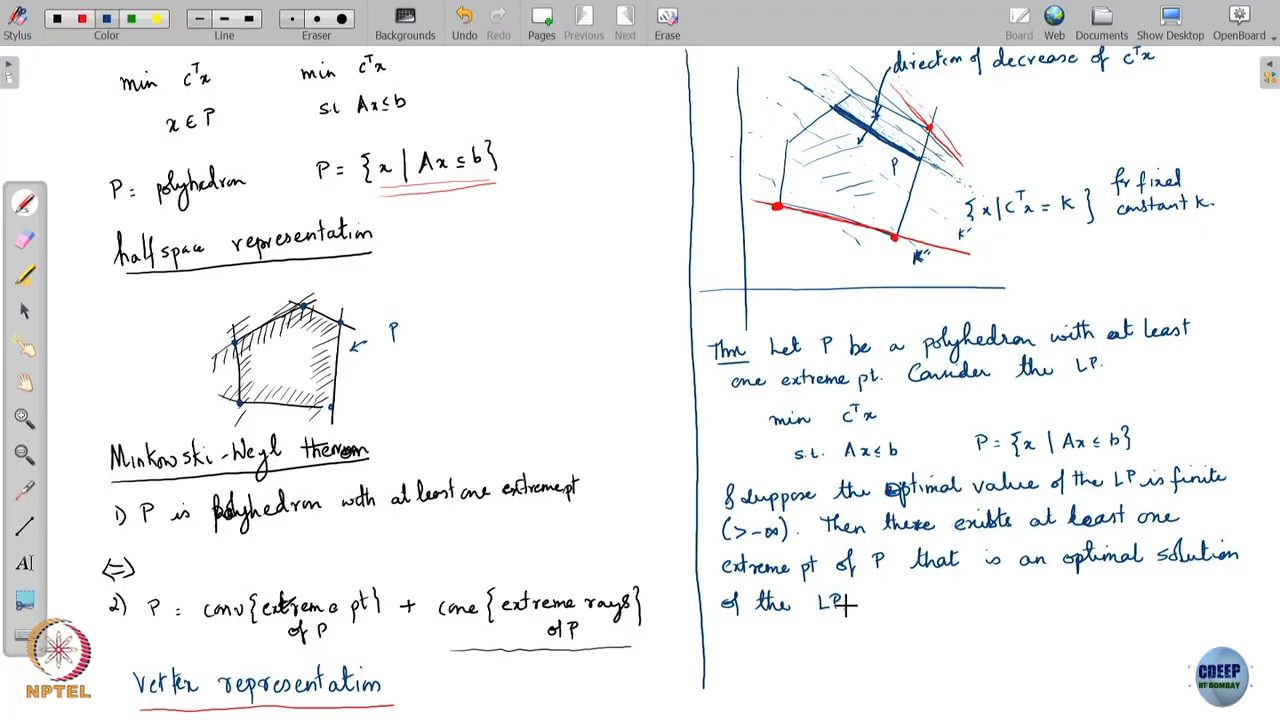 Stylus
Color
Line
Eraser
Backgrounds
Undo
Redo
Pages
Previous
Next
Erase
Board
Web
Documents
Show Desktop
OpenBoard
min cᵀx
x ∈ P
P = polyhedron
min cᵀx
s.t. Ax ≤ b
P = {x | Ax ≤ b}
halfspace representation
P
Minkowski-Weyl theorem
1) P is polyhedron with at least one extreme pt
⇔
2) P = conv{extreme pt of P} + cone{extreme rays of P}
Vertex representation
direction of decrease of cᵀx
P
{x | cᵀx = K} for fixed
constant K.
K'
K''
Thm Let P be a polyhedron with at least
one extreme pt. Consider the LP.
min cᵀx
s.t. Ax ≤ b P = {x | Ax ≤ b}
& suppose the optimal value of the LP is finite
(> -∞). Then there exists at least one
extreme pt of P that is an optimal solution
of the LP
NPTEL
CDEEP
IIT BOMBAY